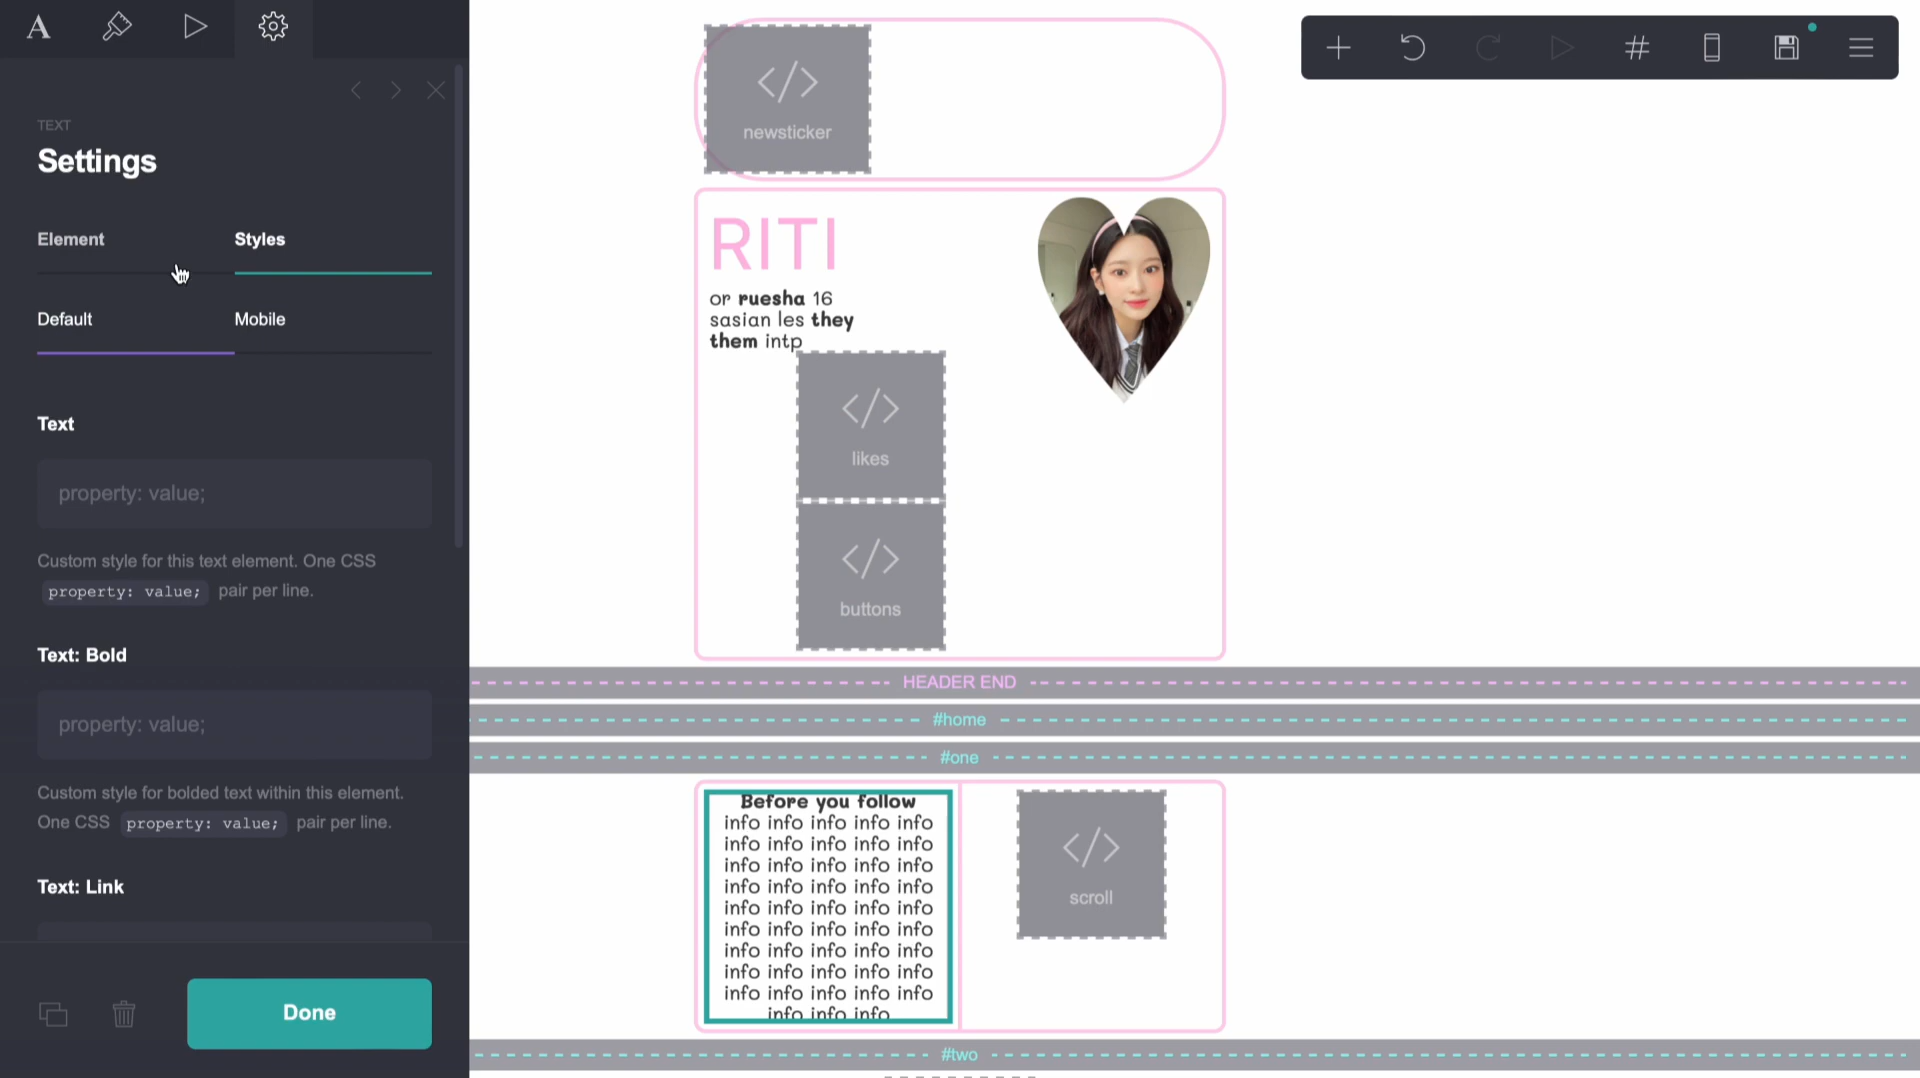 A
TEXT
Settings
Element
Styles
Default
Mobile
Text
property: value;
Custom style for this text element. One CSS
property: value; pair per line.
Text: Bold
property: value;
Custom style for bolded text within this element.
One CSS property: value; pair per line.
Text: Link
Done
</> newsticker
RITI
or ruesha 16
sasian les they
them intp
</>
likes
</>
buttons
HEADER END
#home
#one
Before you follow
info info info info info
info info info info info
info info info info info
info info info info info
info info info info info
info info info info info
info info info info info
info info info info info
info info info info info
info info info
</>
scroll
#two
#